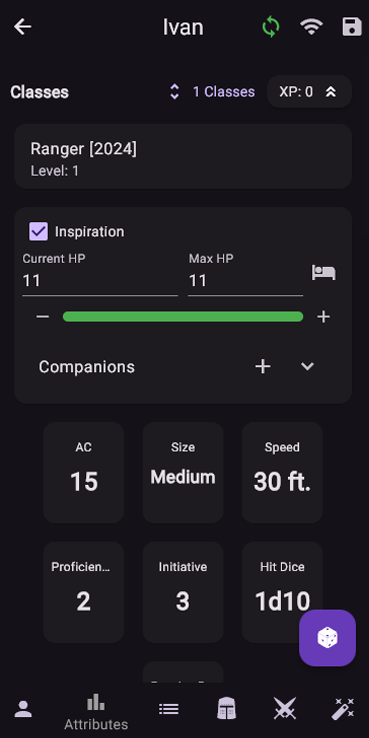 Ivan
Classes
1 Classes
XP: 0
Ranger [2024]
Level: 1
Inspiration
Current HP
Max HP
11
11
Companions
AC
Size
Speed
15
Medium
30 ft.
Proficien...
Initiative
Hit Dice
2
3
1d10
Attributes